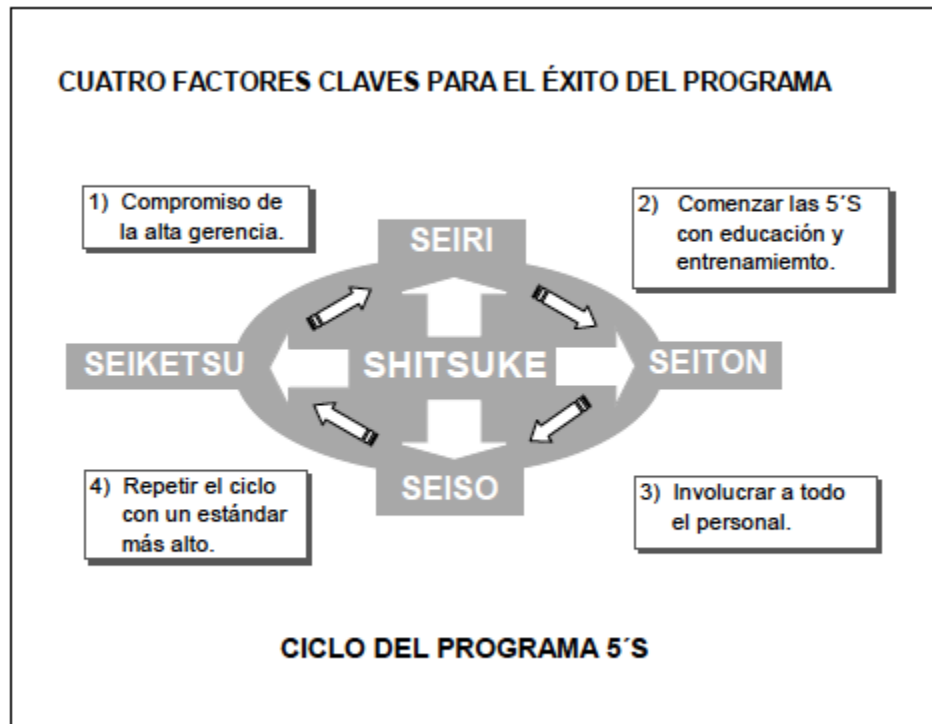 CUATRO FACTORES CLAVES PARA EL ÉXITO DEL PROGRAMA
1) Compromiso de
la alta gerencia.
2) Comenzar las 5´S
con educación y
entrenamiemto.
SEIRI
SEIKETSU
SHITSUKE
SEITON
SEISO
4) Repetir el ciclo
con un estándar
más alto.
3) Involucrar a todo
el personal.
CICLO DEL PROGRAMA 5´S